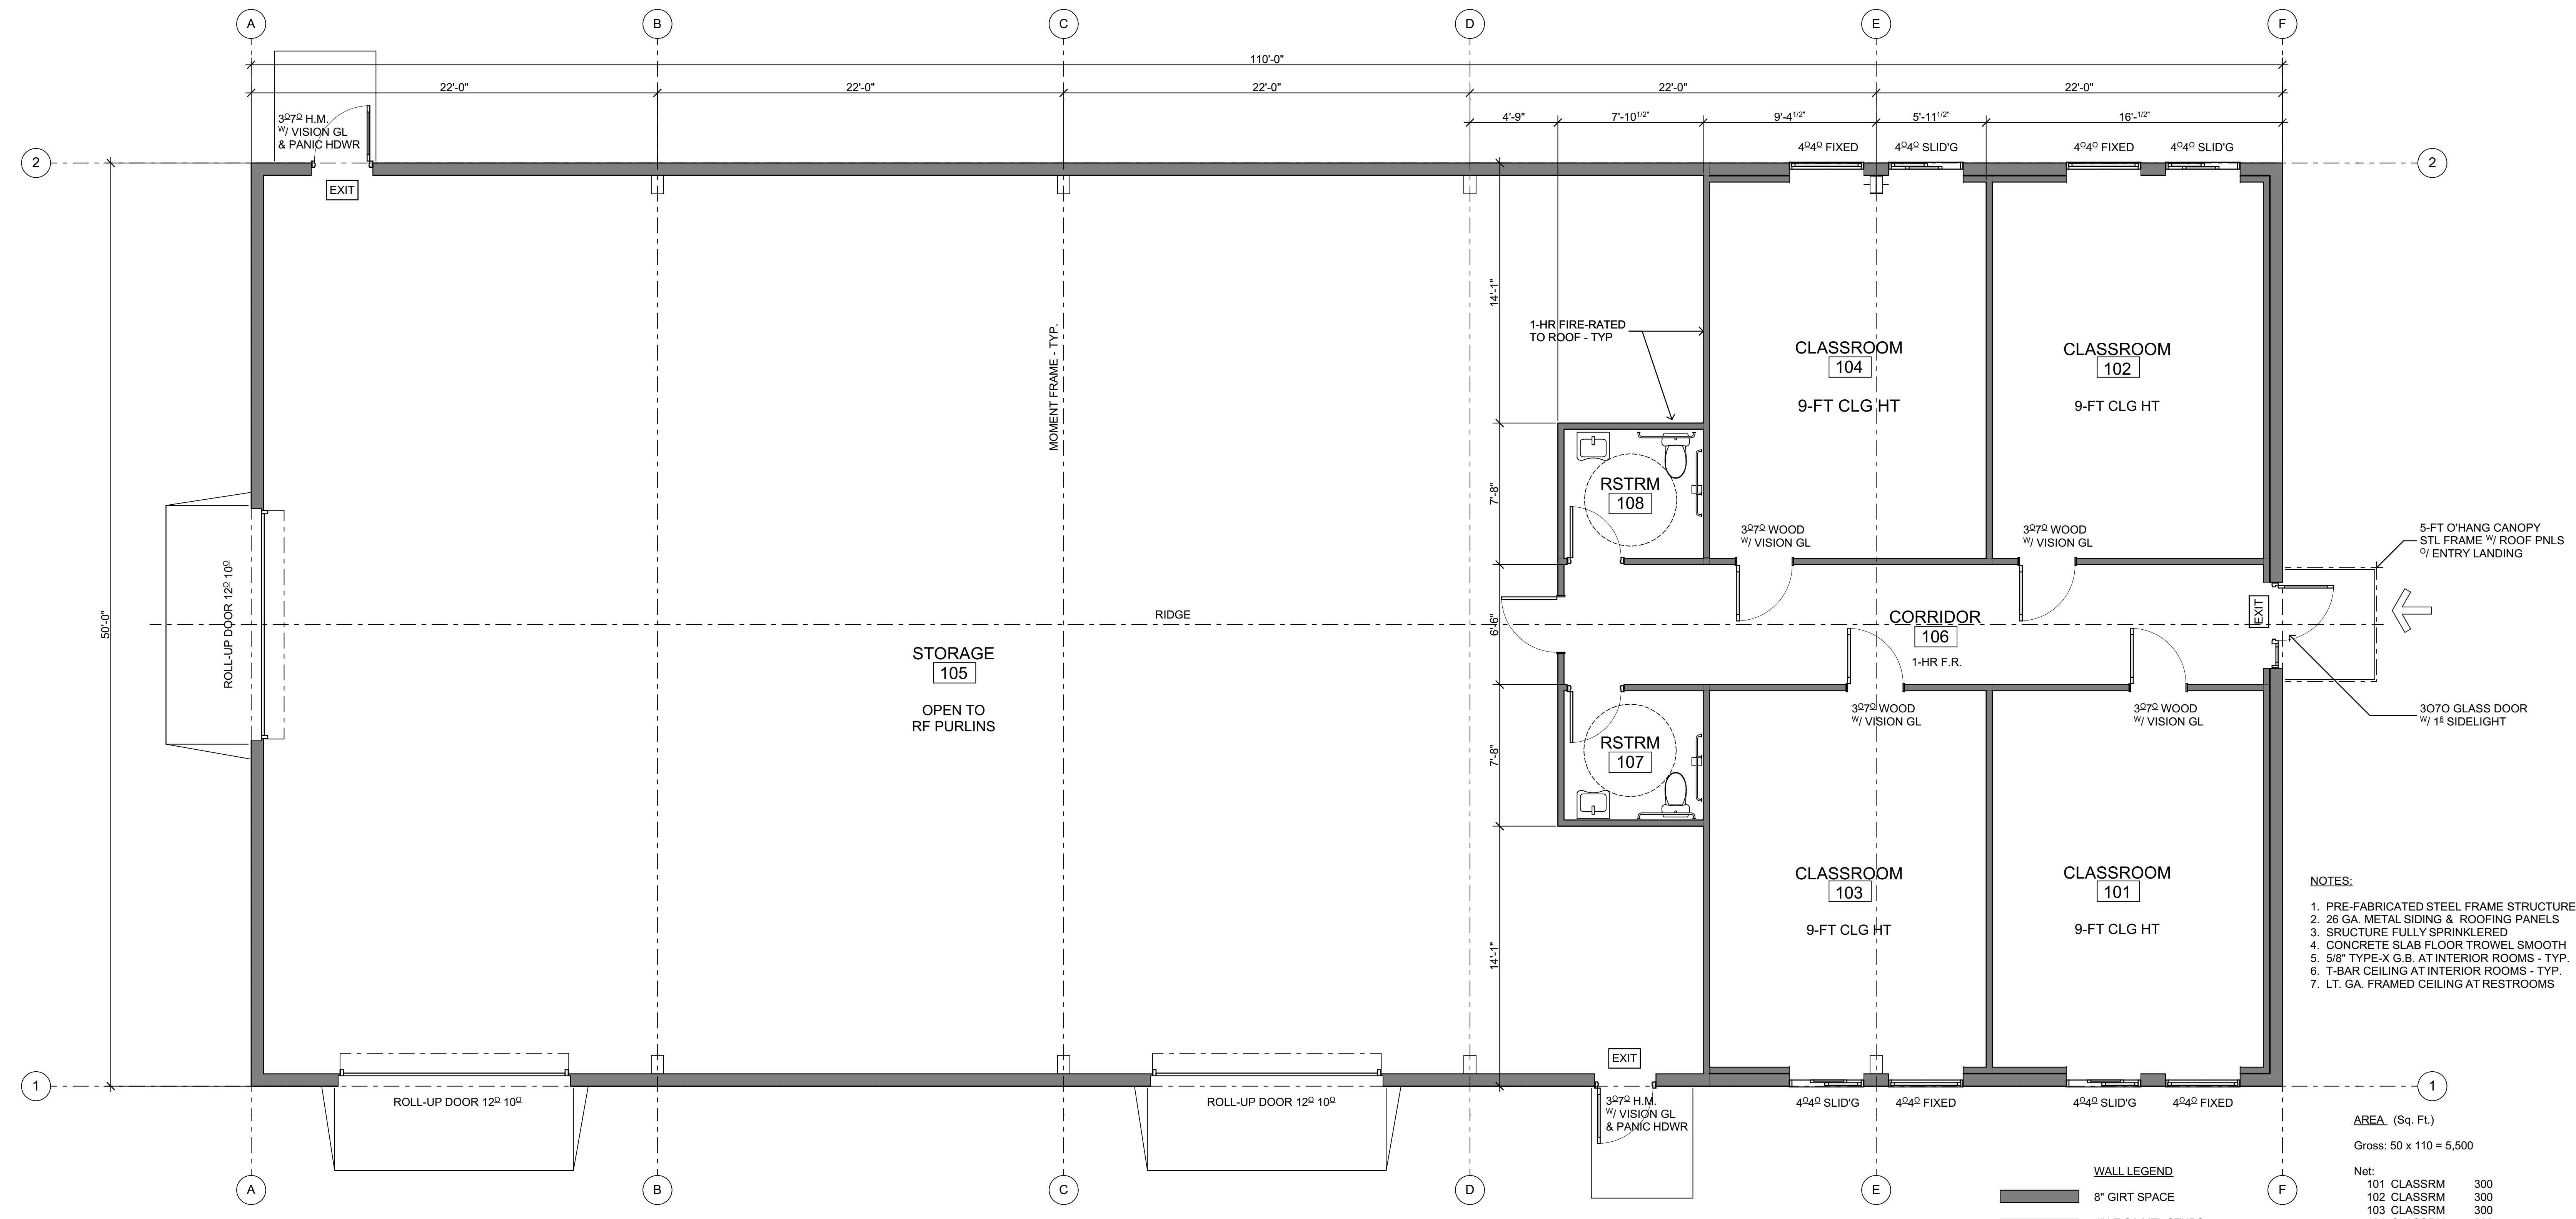 A B C D E F
110'-0"
22'-0" 22'-0" 22'-0" 22'-0" 22'-0"
4'-9" 7'-10 1/2" 9'-4 1/2" 5'-11 1/2" 16'- 1/2"
3070 H.M.
W/ VISION GL
& PANIC HDWR
4040 FIXED 4040 SLID'G 4040 FIXED 4040 SLID'G
2 2
EXIT
14'-1"
MOMENT FRAME - TYP.
1-HR FIRE-RATED
TO ROOF - TYP
CLASSROOM
104
9-FT CLG HT
CLASSROOM
102
9-FT CLG HT
7'-8"
RSTRM
108
3070 WOOD
W/ VISION GL
3070 WOOD
W/ VISION GL
5-FT O'HANG CANOPY
STL FRAME W/ ROOF PNLS
O/ ENTRY LANDING
ROLL-UP DOOR 120 100
50'-0"
RIDGE
6'-6"
CORRIDOR
106
1-HR F.R.
EXIT
STORAGE
105
OPEN TO
RF PURLINS
3070 WOOD
W/ VISION GL
3070 WOOD
W/ VISION GL
3O7O GLASS DOOR
W/ 16 SIDELIGHT
7'-8"
RSTRM
107
CLASSROOM
103
9-FT CLG HT
CLASSROOM
101
9-FT CLG HT
14'-1"
NOTES:
1. PRE-FABRICATED STEEL FRAME STRUCTURE
2. 26 GA. METAL SIDING & ROOFING PANELS
3. SRUCTURE FULLY SPRINKLERED
4. CONCRETE SLAB FLOOR TROWEL SMOOTH
5. 5/8" TYPE-X G.B. AT INTERIOR ROOMS - TYP.
6. T-BAR CEILING AT INTERIOR ROOMS - TYP.
7. LT. GA. FRAMED CEILING AT RESTROOMS
EXIT
1 1
ROLL-UP DOOR 120 100
ROLL-UP DOOR 120 100
3070 H.M.
W/ VISION GL
& PANIC HDWR
4040 SLID'G 4040 FIXED 4040 SLID'G 4040 FIXED
A B C D E F
WALL LEGEND
8" GIRT SPACE
AREA (Sq. Ft.)
Gross: 50 x 110 = 5,500
Net:
101 CLASSRM 300
102 CLASSRM 300
103 CLASSRM 300